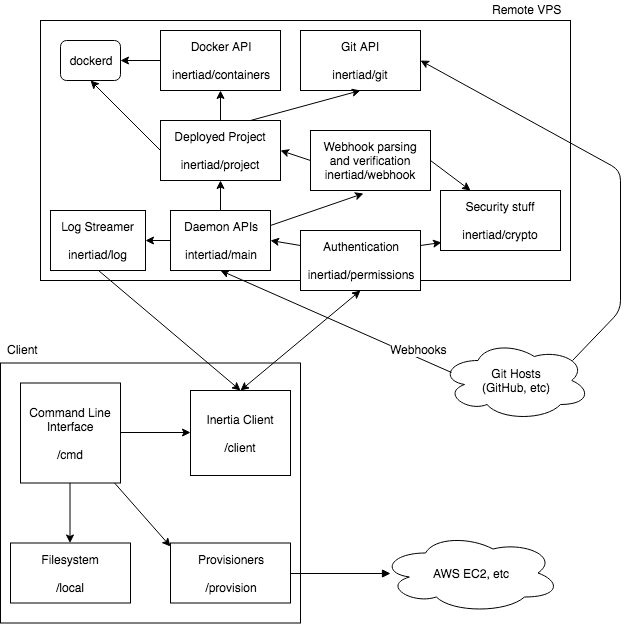 Remote VPS
dockerd
Docker API
inertiad/containers
Git API
inertiad/git
Deployed Project
inertiad/project
Webhook parsing
and verification
inertiad/webhook
Security stuff
inertiad/crypto
Log Streamer
inertiad/log
Daemon APIs
intertiad/main
Authentication
inertiad/permissions
Webhooks
Git Hosts
(GitHub, etc)
Client
Command Line
Interface
/cmd
Inertia Client
/client
Filesystem
/local
Provisioners
/provision
AWS EC2, etc